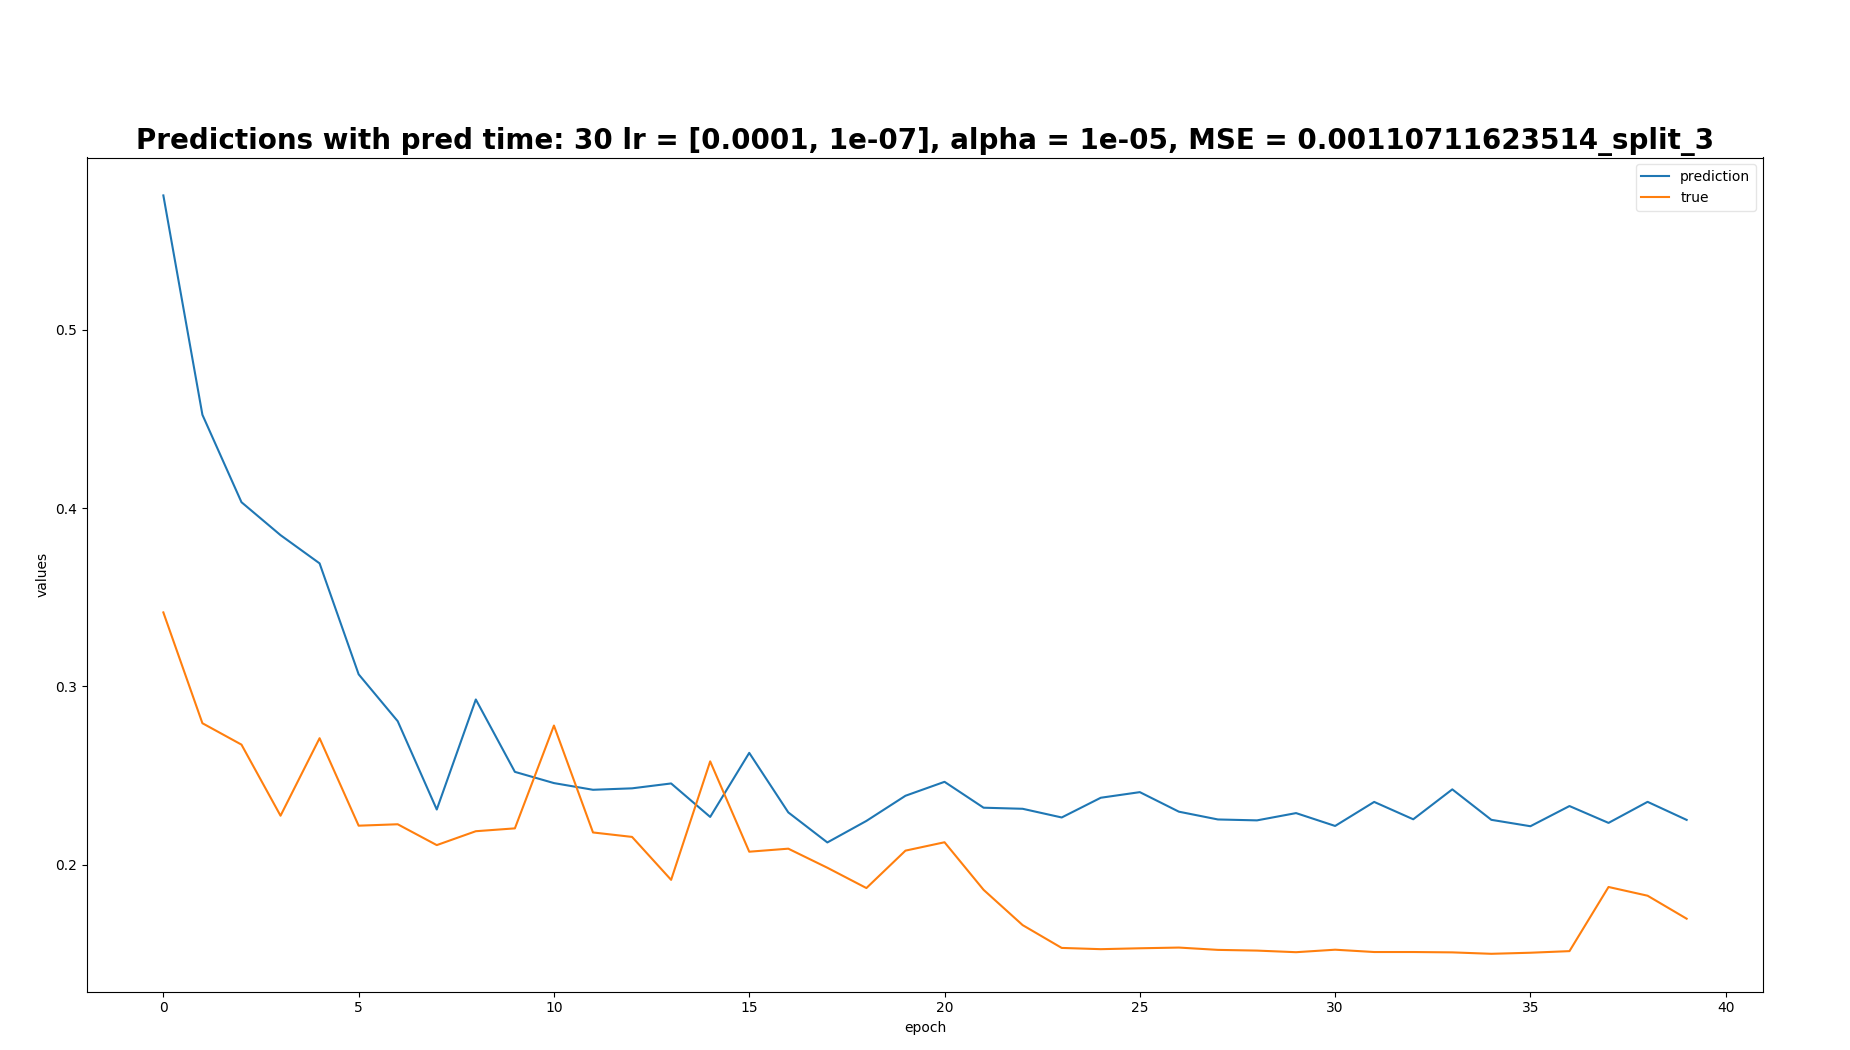 Predictions with pred time: 30 lr = [0.0001, 1e-07], alpha = 1e-05, MSE = 0.00110711623514_split_3
prediction
true
0.5
0.4
0.3
0.2
values
0 5 10 15 20 25 30 35 40
epoch